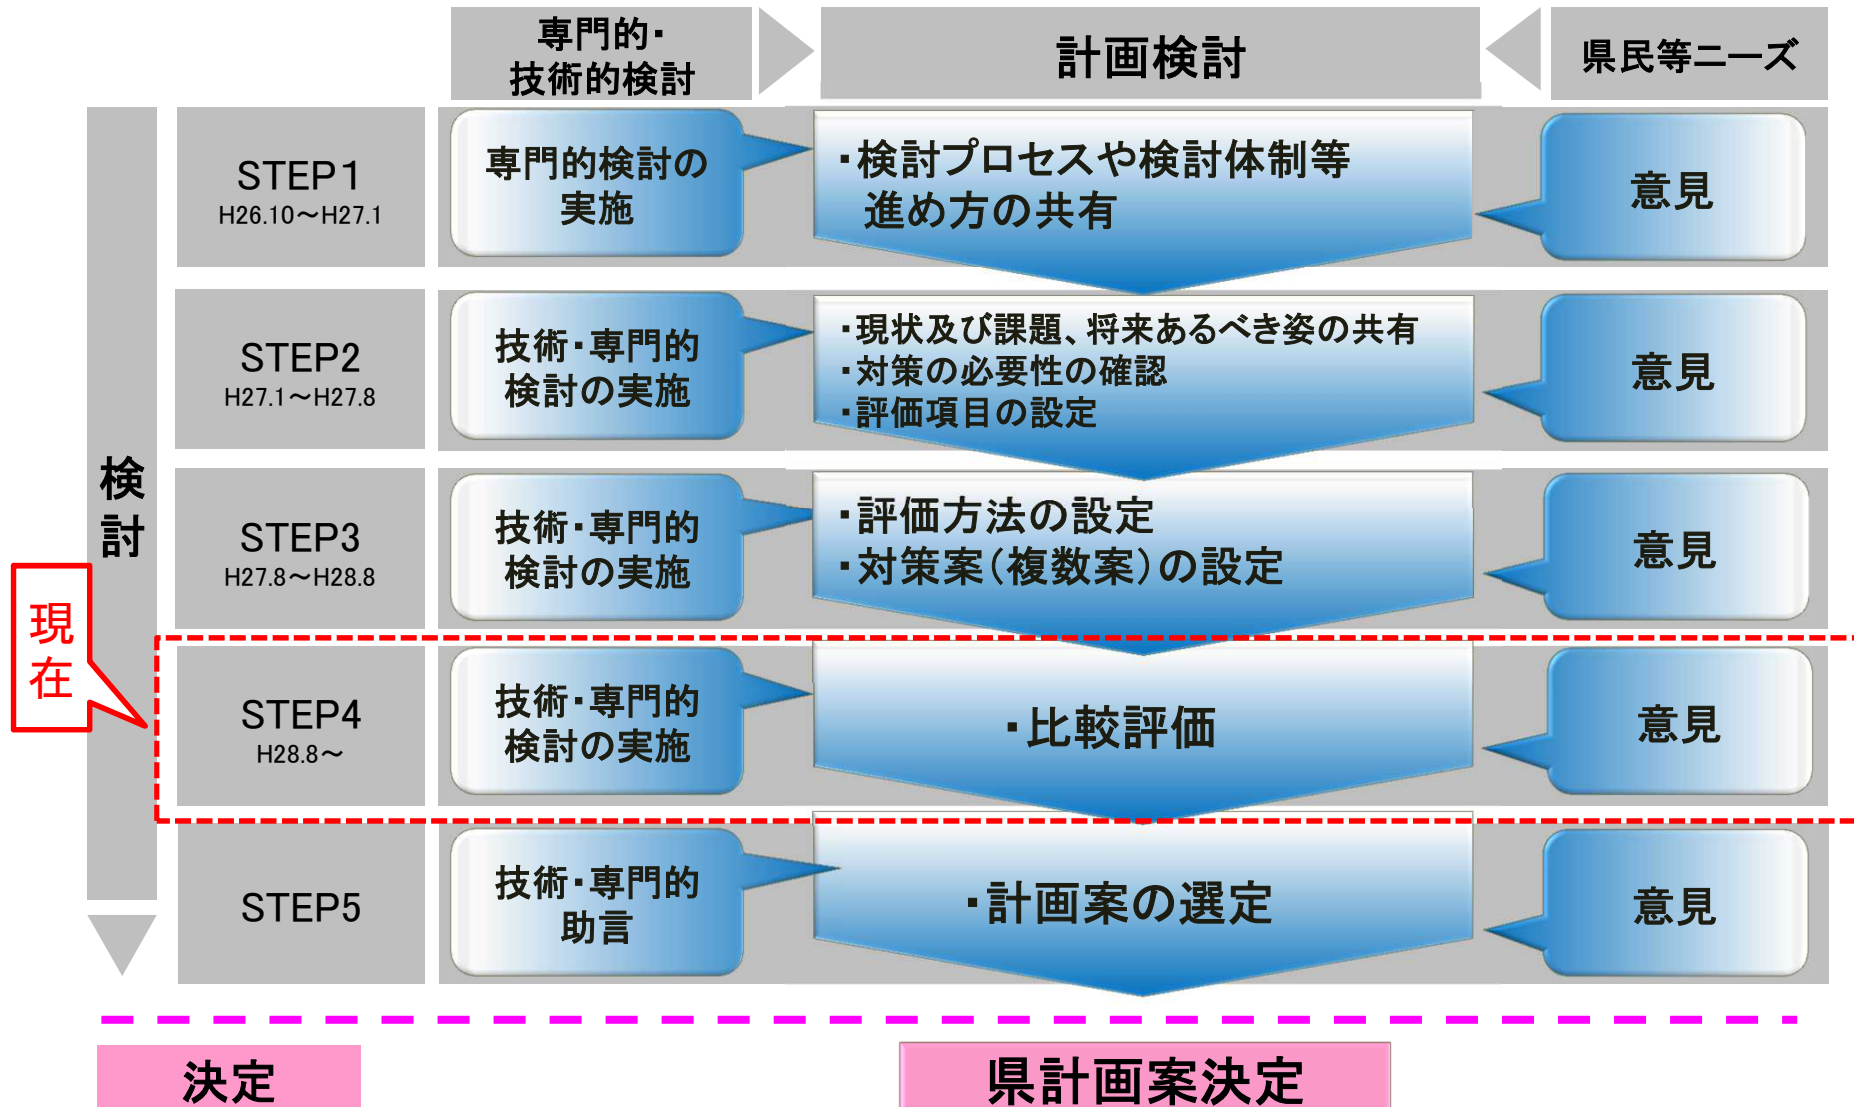 専門的・
技術的検討
計画検討
県民等ニーズ
検
討
現
在
STEP1
H26.10～H27.1
専門的検討の
実施
・検討プロセスや検討体制等
進め方の共有
意見
STEP2
H27.1～H27.8
技術・専門的
検討の実施
・現状及び課題、将来あるべき姿の共有
・対策の必要性の確認
・評価項目の設定
意見
STEP3
H27.8～H28.8
技術・専門的
検討の実施
・評価方法の設定
・対策案(複数案)の設定
意見
STEP4
H28.8～
技術・専門的
検討の実施
・比較評価
意見
STEP5
技術・専門的
助言
・計画案の選定
意見
決定
県計画案決定